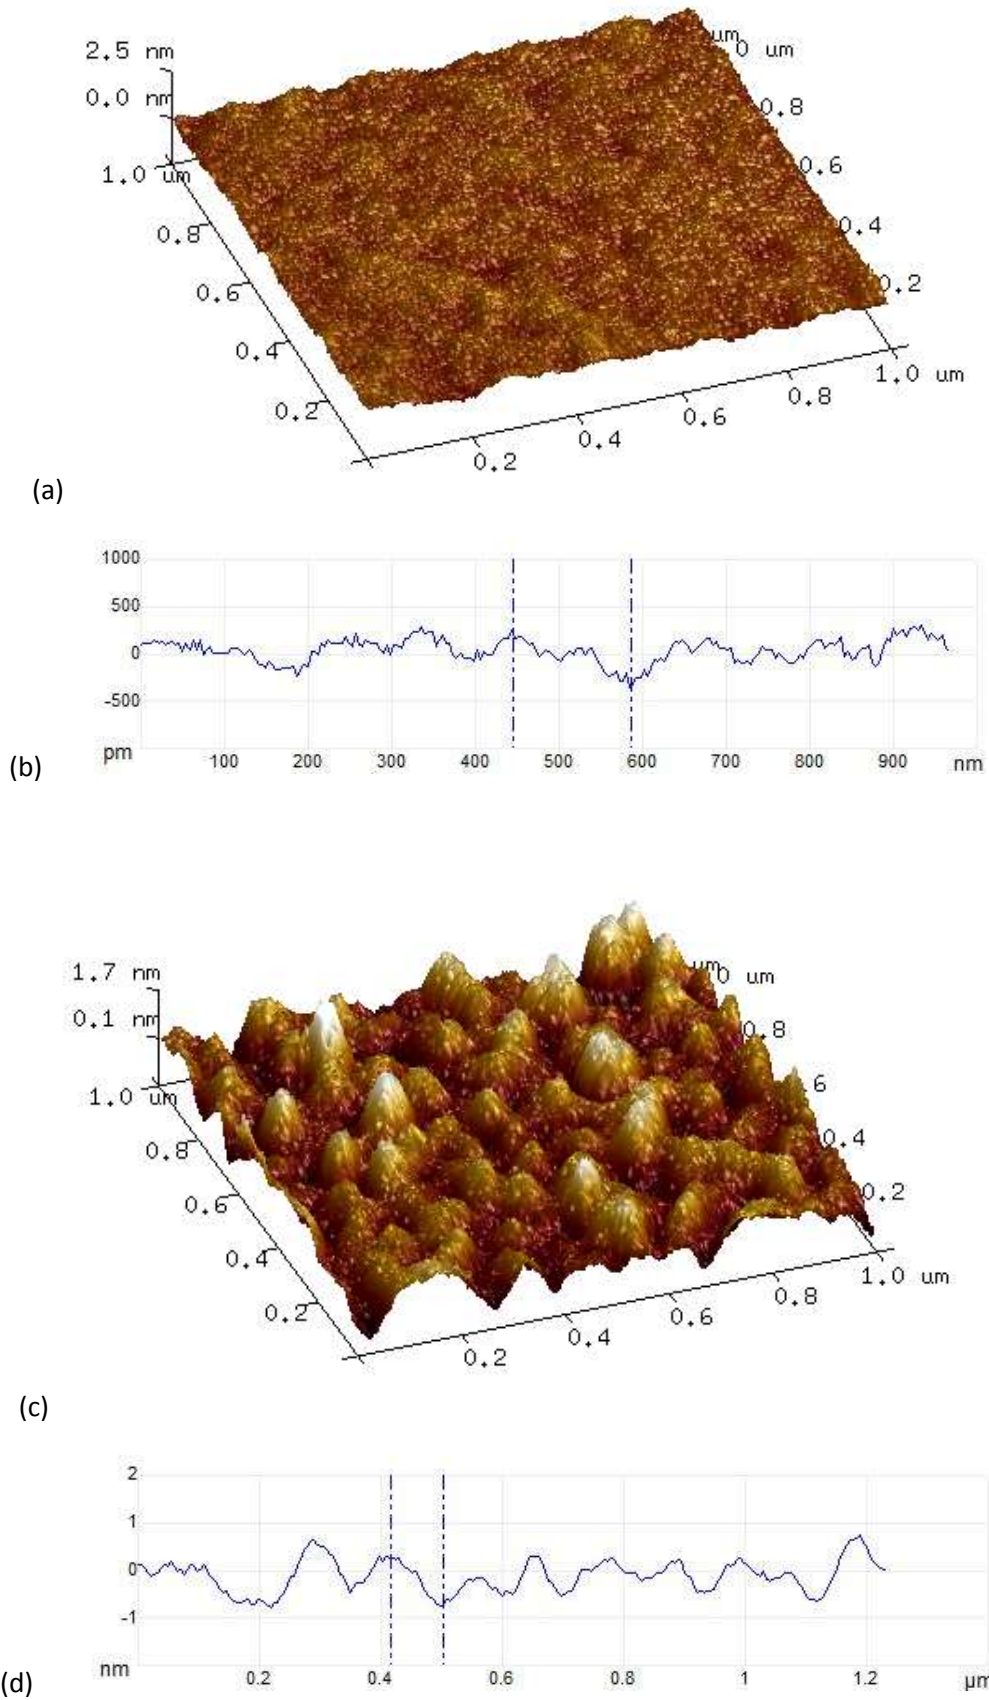 2.5 nm
0.0 nm
um
0 um
0.8
0.6
0.4
0.2
1.0 um
0.8
0.6
0.4
0.2
0.2
0.4
0.6
0.8
1.0 um
(a)
1000
500
0
-500
pm
100 200 300 400 500 600 700 800 900 nm
(b)
1.7 nm
0.1 nm
um
0 um
0.8
6
0.4
0.2
1.0 um
0.8
0.6
0.4
0.2
0.2
0.4
0.6
0.8
1.0 um
(c)
2
1
0
-1
nm
0.2 0.4 0.6 0.8 1 1.2 µm
(d)